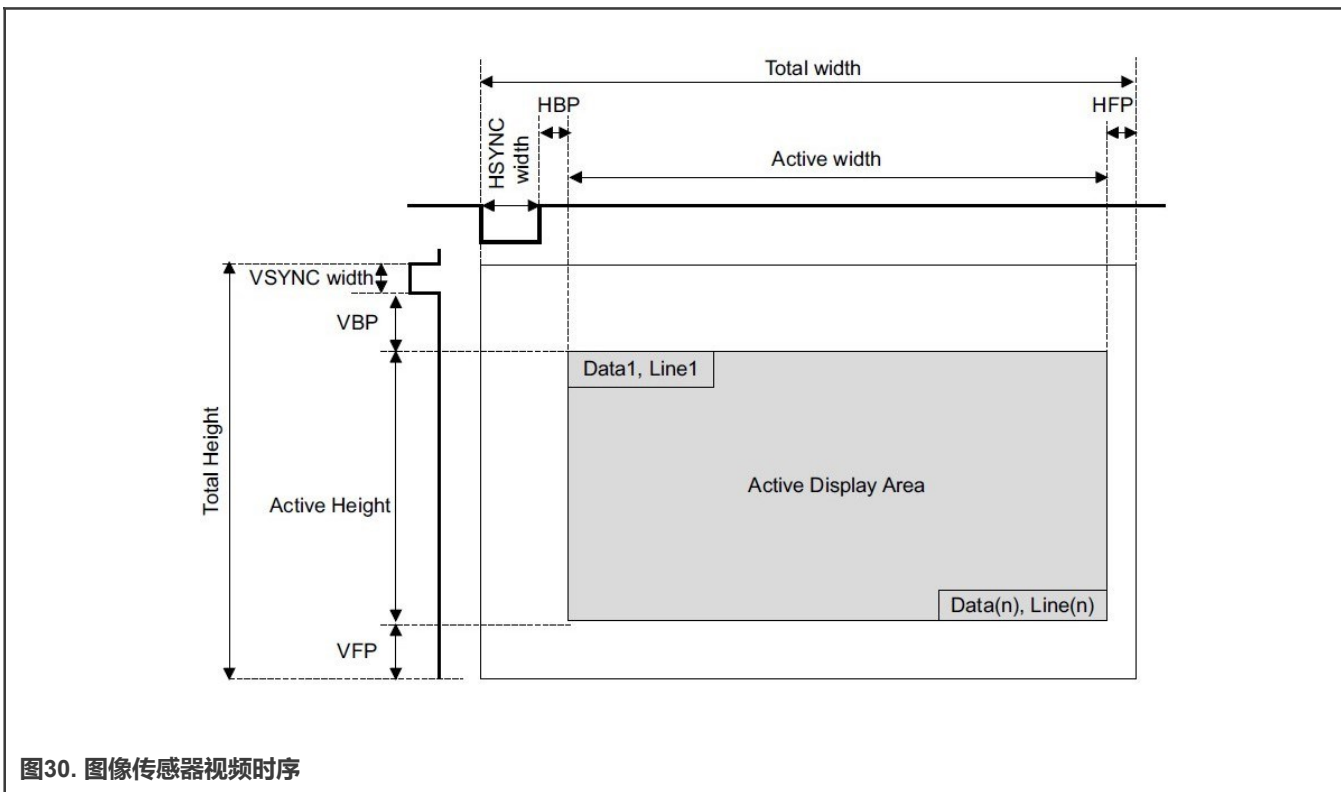 Total width
HBP
HFP
HSYNC
width
Active width
VSYNC width
VBP
Data1, Line1
Total Height
Active Display Area
Active Height
Data(n), Line(n)
VFP
图30. 图像传感器视频时序